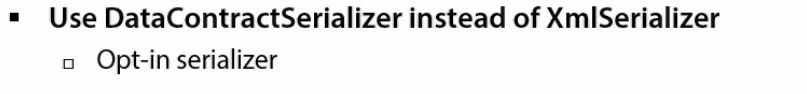 ▪ Use DataContractSerializer instead of XmlSerializer
▫ Opt-in serializer